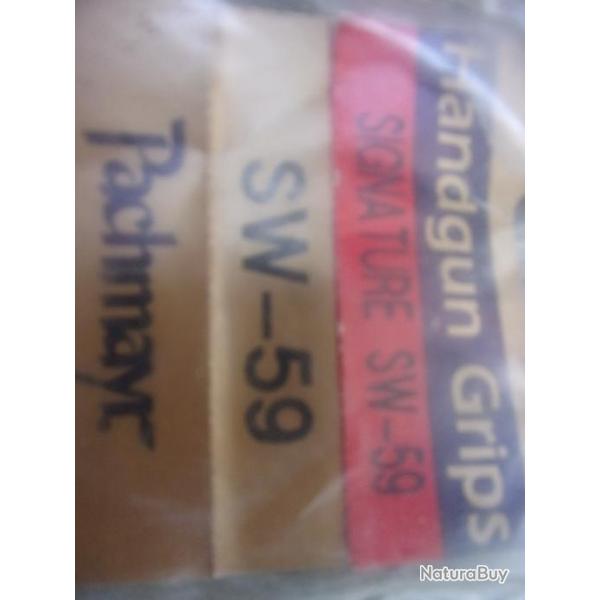 Handgun Grips
SIGNATURE SW-59
SW-59
Pachmayr
NaturaBuy